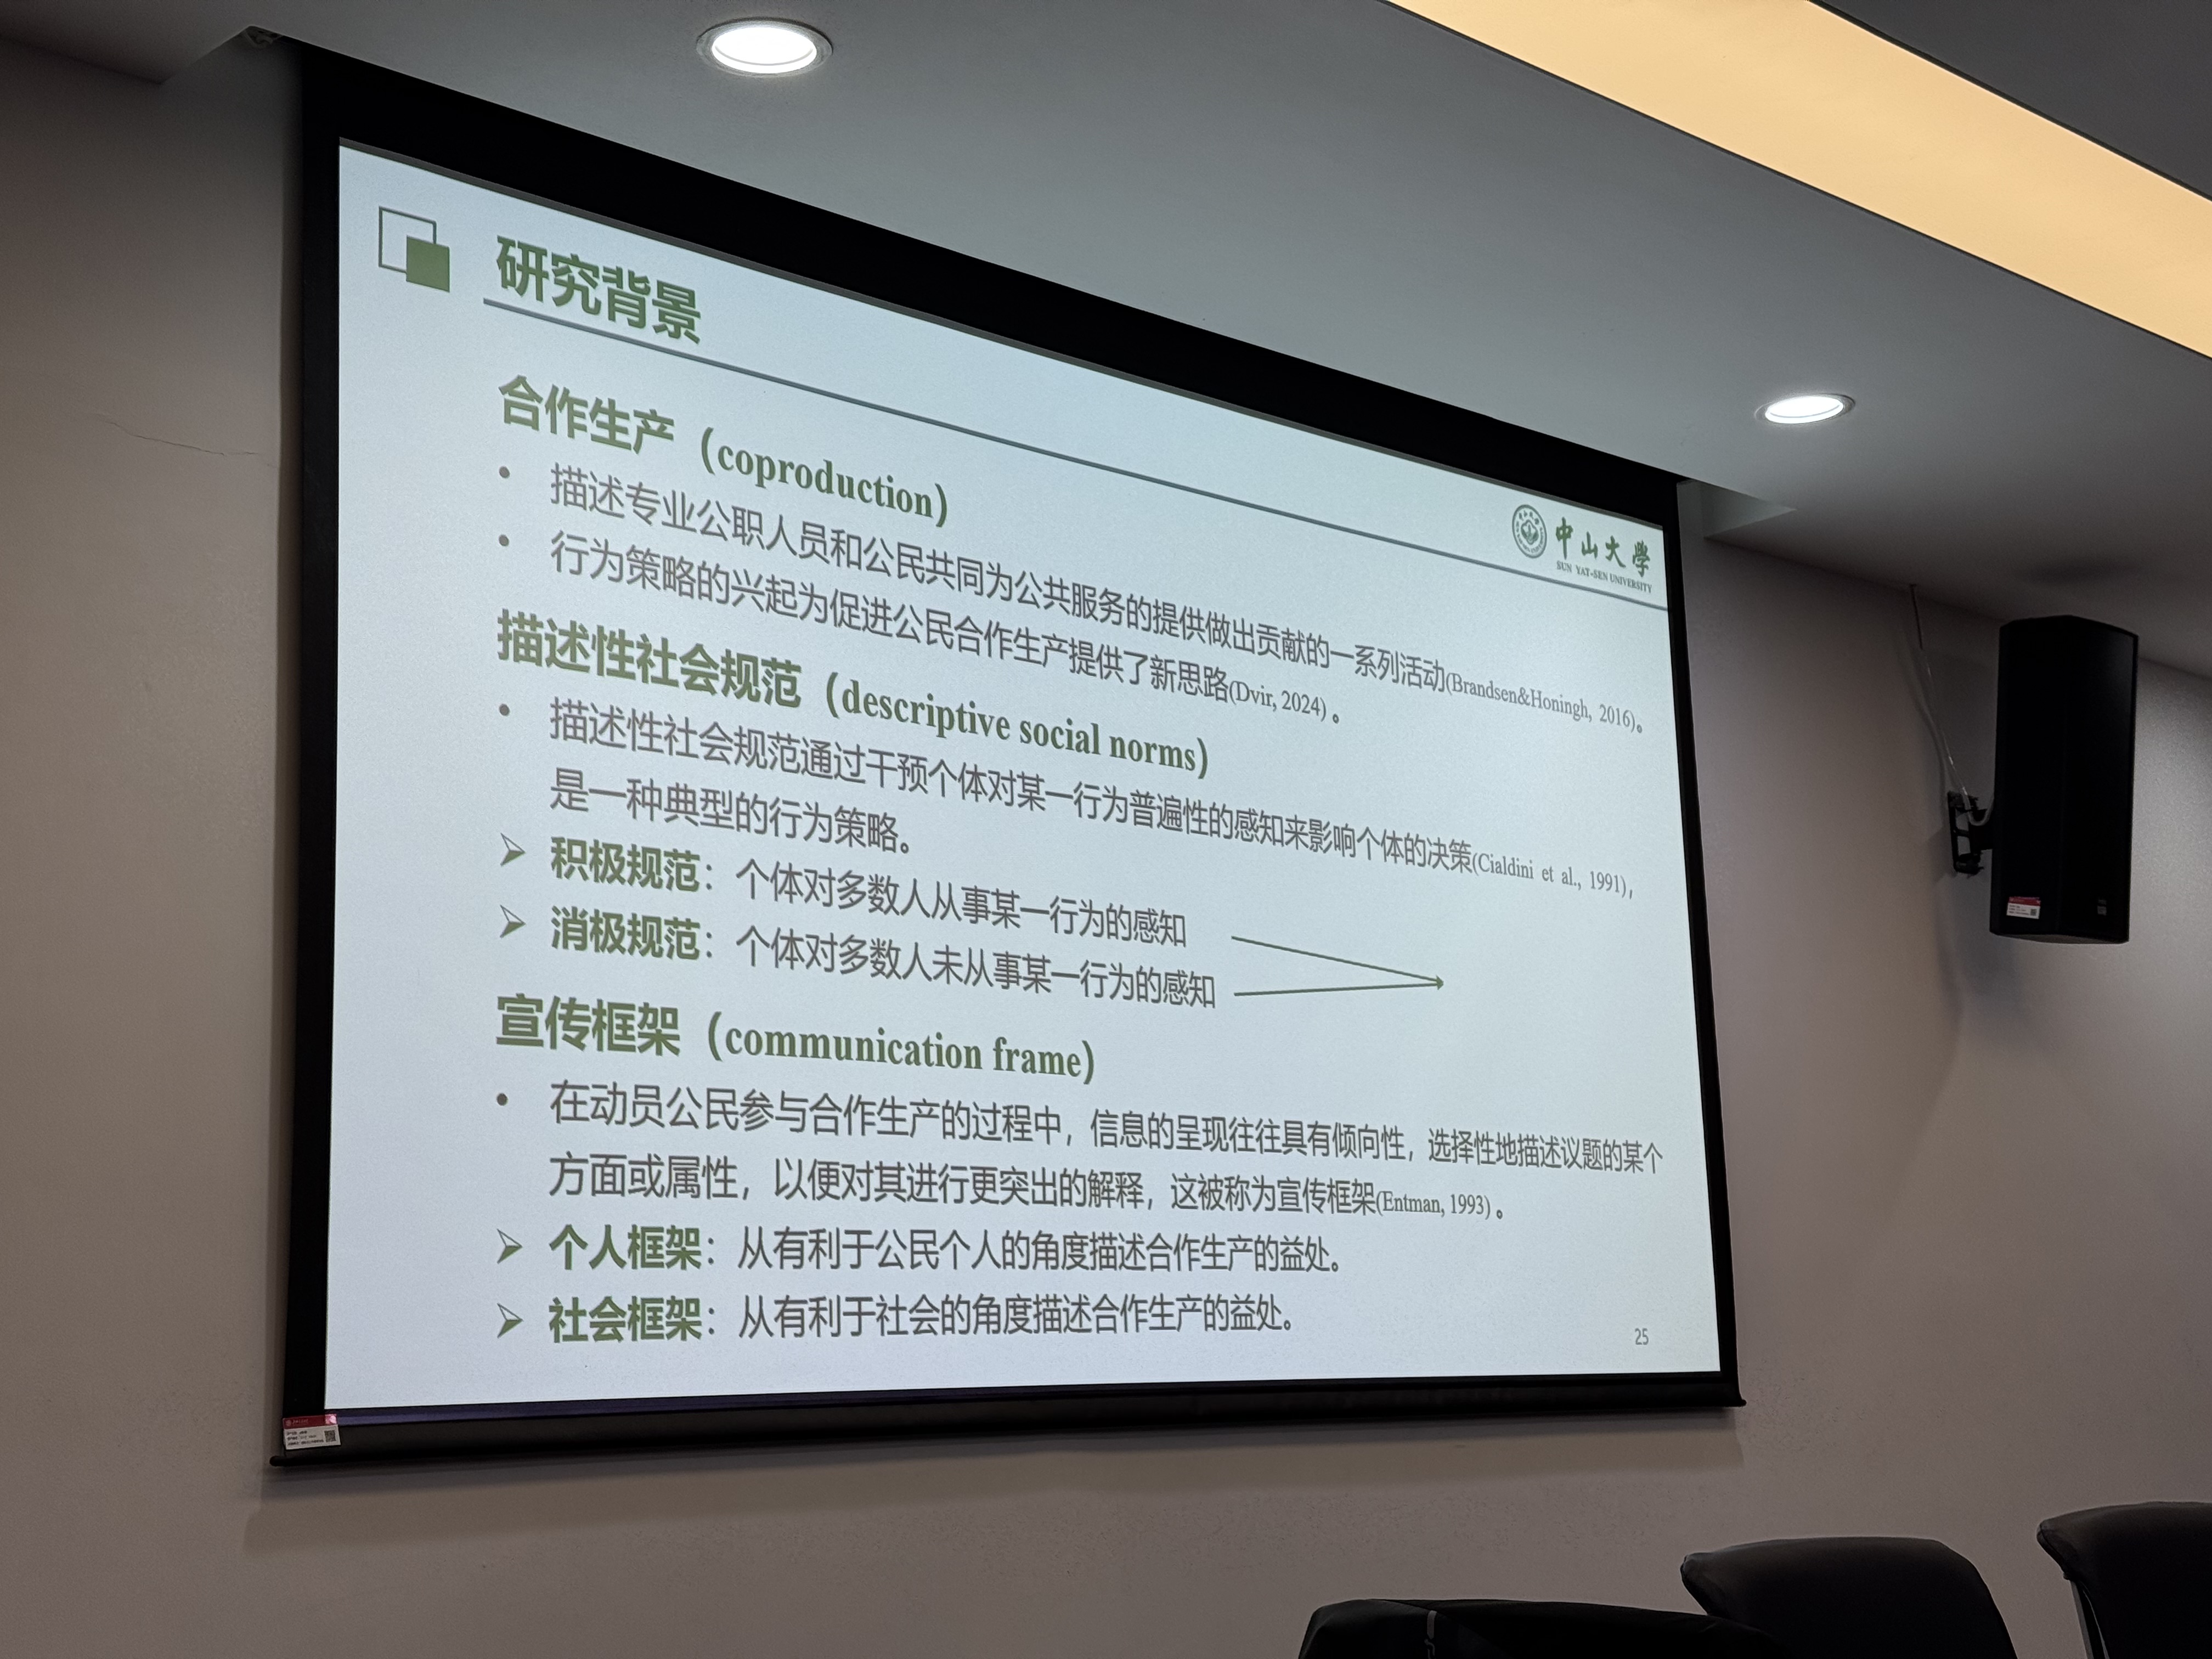 研究背景
中山大學
SUN YAT-SEN UNIVERSITY
合作生产（coproduction）
• 描述专业公职人员和公民共同为公共服务的提供做出贡献的一系列活动(Brandsen&Honingh, 2016)。
• 行为策略的兴起为促进公民合作生产提供了新思路(Dvir, 2024) 。
描述性社会规范（descriptive social norms）
• 描述性社会规范通过干预个体对某一行为普遍性的感知来影响个体的决策(Cialdini et al., 1991)，
是一种典型的行为策略。
➢ 积极规范：个体对多数人从事某一行为的感知
➢ 消极规范：个体对多数人未从事某一行为的感知
宣传框架（communication frame）
• 在动员公民参与合作生产的过程中，信息的呈现往往具有倾向性，选择性地描述议题的某个
方面或属性，以便对其进行更突出的解释，这被称为宣传框架(Entman, 1993) 。
➢ 个人框架：从有利于公民个人的角度描述合作生产的益处。
➢ 社会框架：从有利于社会的角度描述合作生产的益处。
25